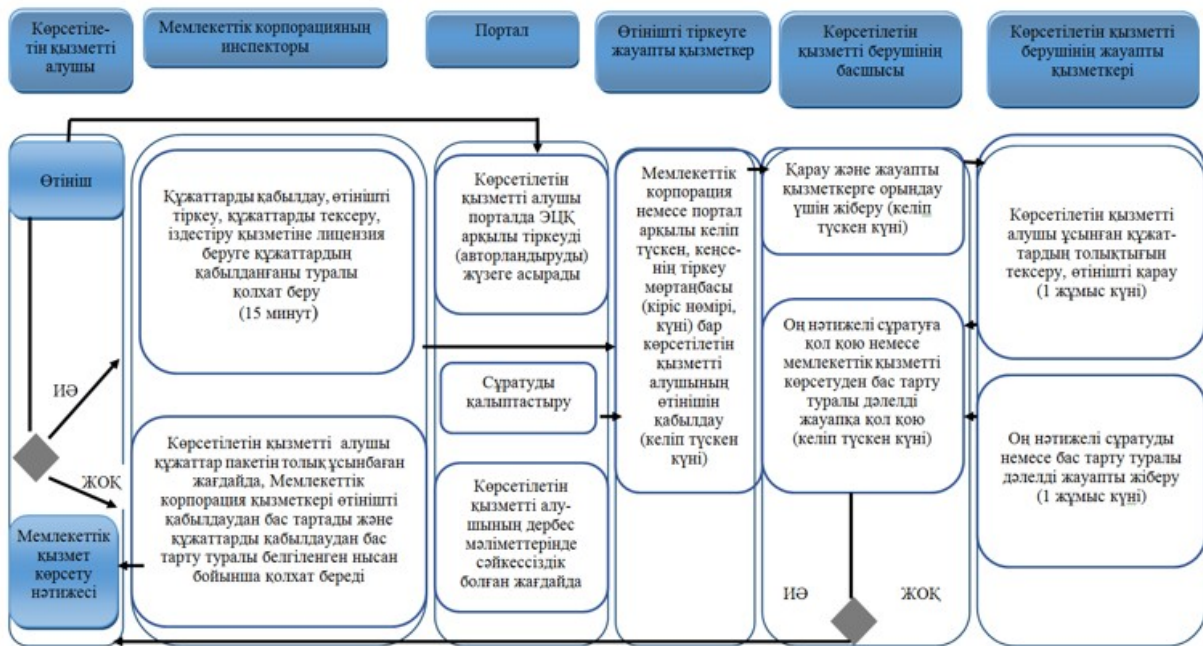 Көрсетіле-
тін қызметті
алушы
Мемлекеттік корпорацияның
инспекторы
Портал
Өтінішті тіркеуге
жауапты қызметкер
Көрсетілетін
қызметті берушінің
басшысы
Көрсетілетін қызметті
берушінің жауапты
қызметкері
Өтініш
ИӘ
ЖОҚ
Мемлекеттік
қызмет
көрсету
нәтижесі
Құжаттарды қабылдау, өтінішті
тіркеу, құжаттарды тексеру,
іздестіру қызметіне лицензия
беруге құжаттардың
қабылданғаны туралы
қолхат беру
(15 минут)
Көрсетілетін қызметті алушы
құжаттар пакетін толық ұсынбаған
жағдайда, Мемлекеттік
корпорация қызметкері өтінішті
қабылдаудан бас тартады және
құжаттарды қабылдаудан бас
тарту туралы белгіленген нысан
бойынша қолхат береді
Көрсетілетін
қызметті алушы
порталда ЭЦҚ
арқылы тіркеуді
(авторландыруды)
жүзеге асырады
Сұратуды
қалыптастыру
Көрсетілетін
қызметті алу-
шының дербес
мәліметтерінде
сәйкессіздік
болған жағдайда
Мемлекеттік
корпорация
немесе портал
арқылы келіп
түскен, кеңсе-
нің тіркеу
мөртаңбасы
(кіріс нөмірі,
күні) бар
көрсетілетін
қызметті
алушының
өтінішін
қабылдау
(келіп түскен
күні)
Қарау және жауапты
қызметкерге орындау
үшін жіберу (келіп
түскен күні)
Оң нәтижелі сұратуға
қол қою немесе
мемлекеттік қызметті
көрсетуден бас тарту
туралы дәлелді
жауапқа қол қою
(келіп түскен күні)
ИӘ
ЖОҚ
Көрсетілетін қызметті
алушы ұсынған құжат-
тардың толықтығын
тексеру, өтінішті қарау
(1 жұмыс күні)
Оң нәтижелі сұратуды
немесе бас тарту туралы
дәлелді жауапты жіберу
(1 жұмыс күні)